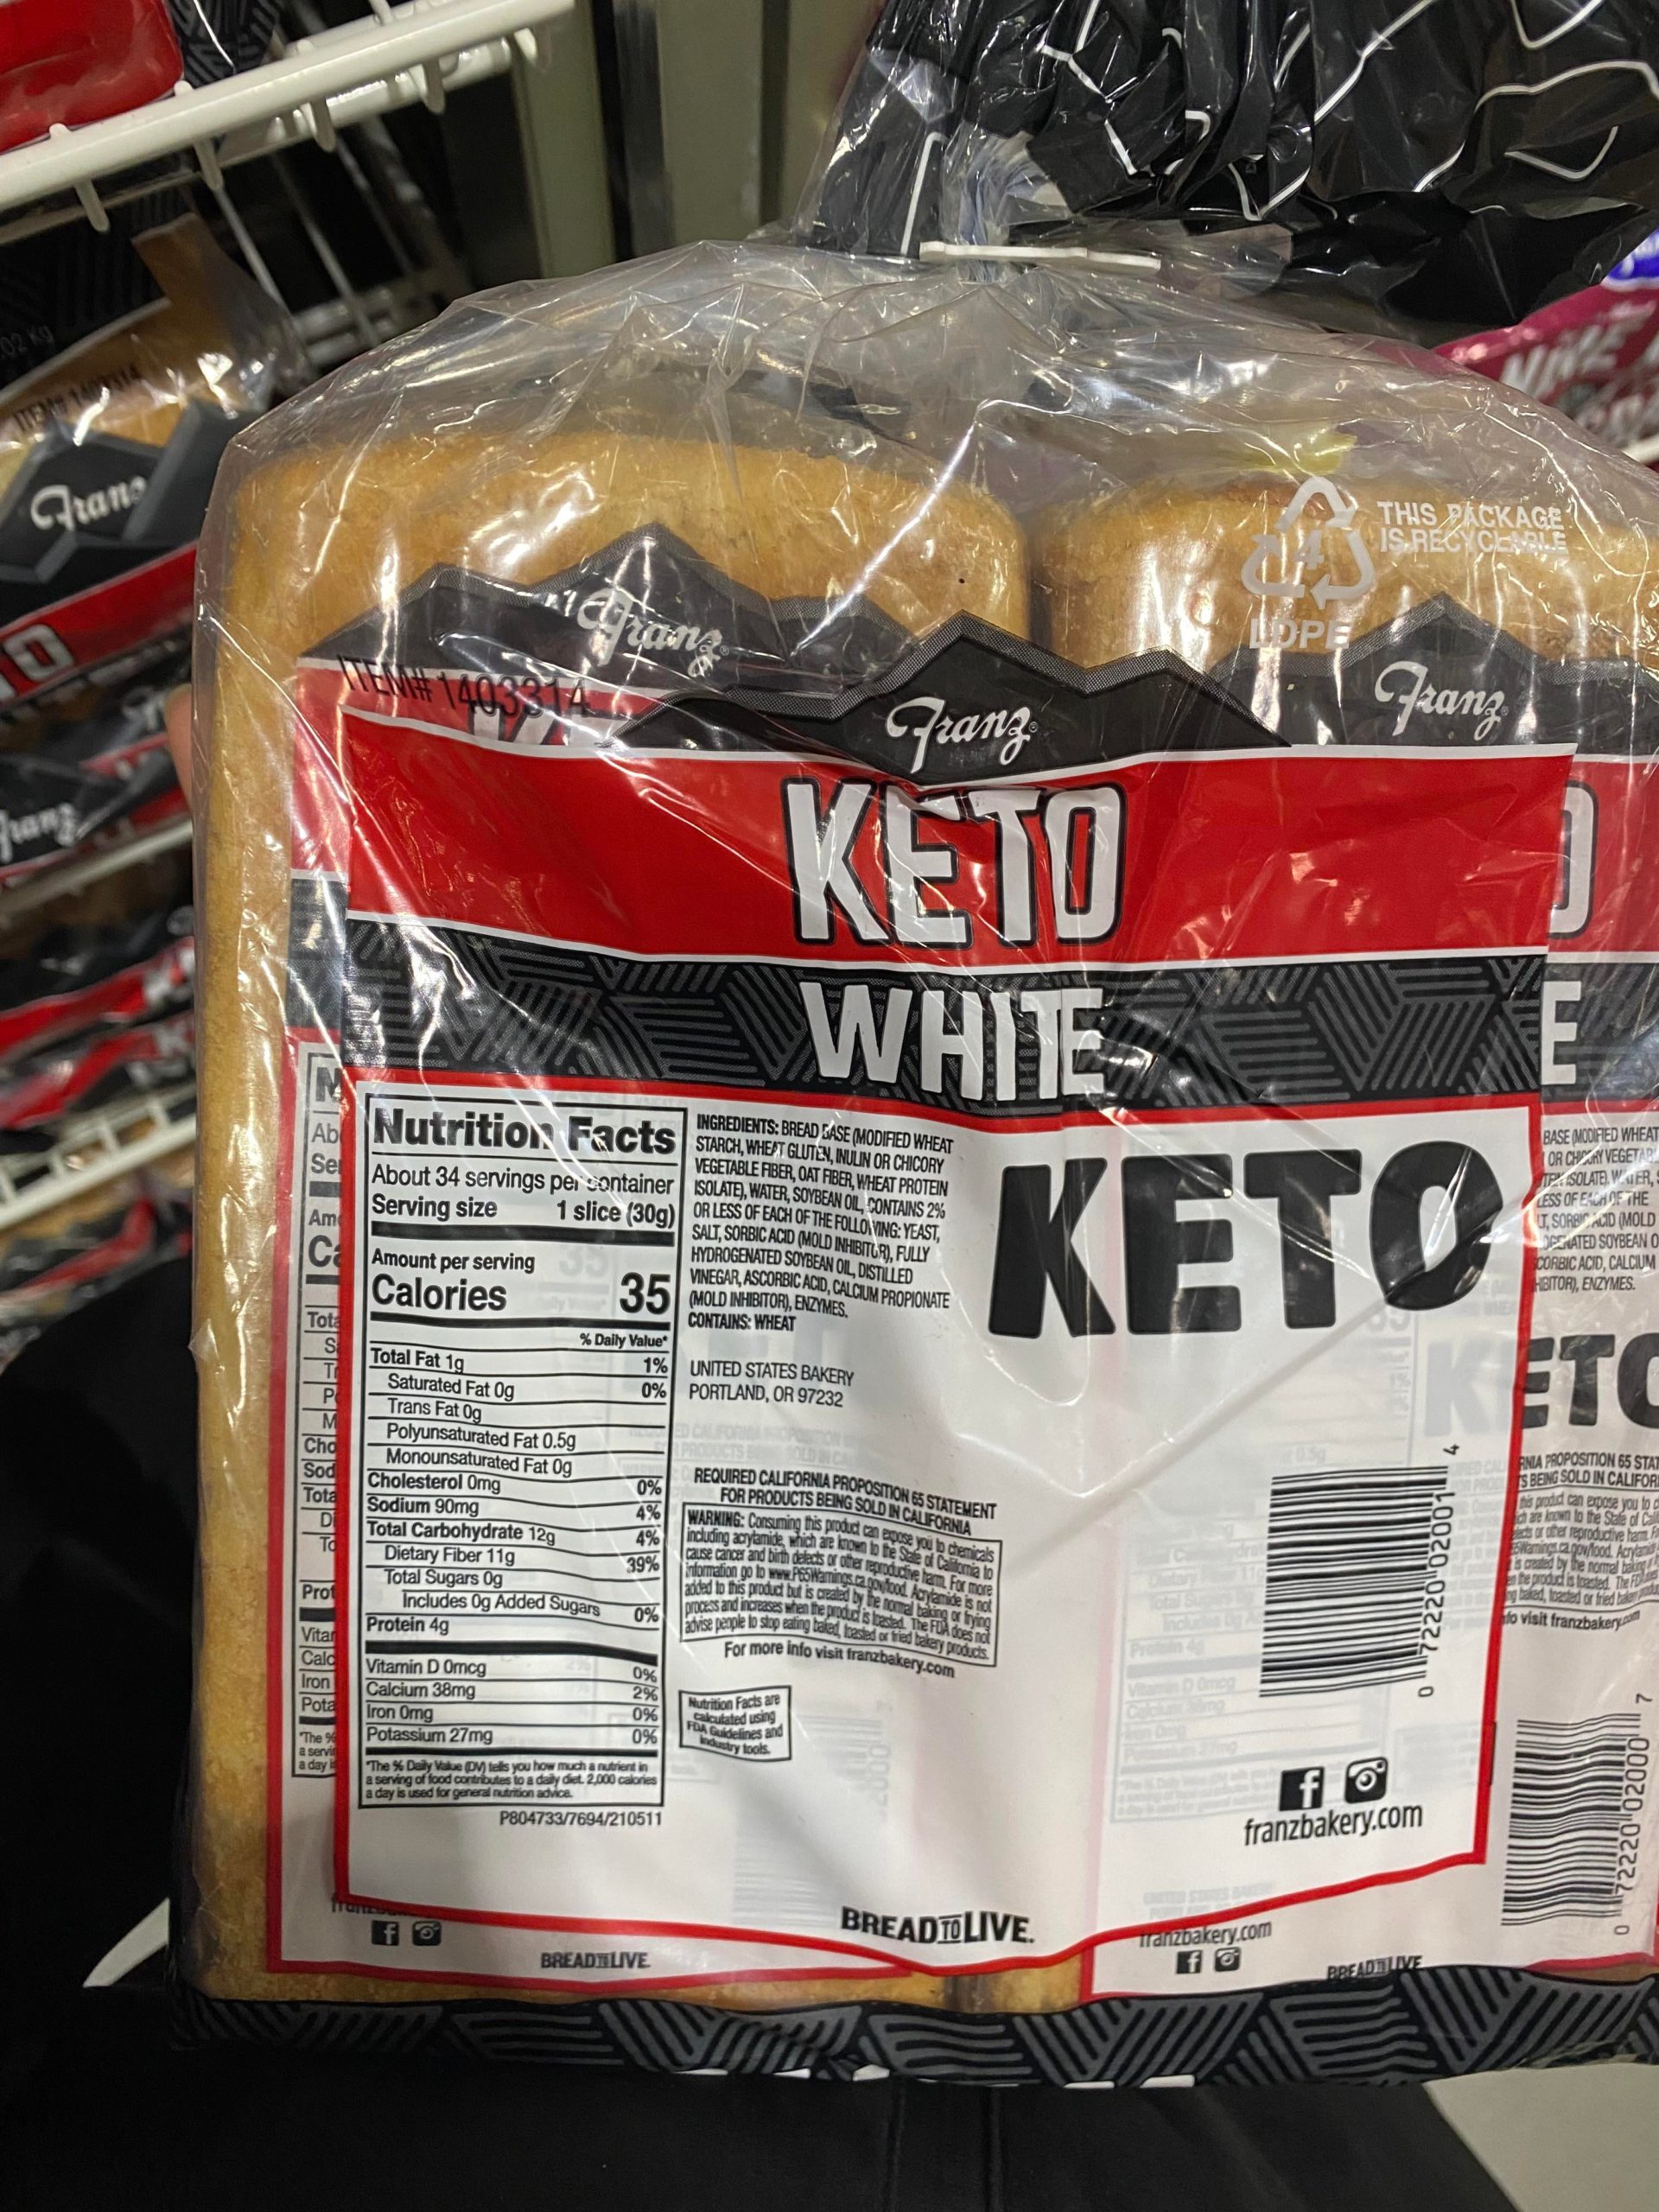 Franz
THIS PACKAGE
IS RECYCLABLE
4
LDPE
Franz
Franz
Franz
ITEM# 1403314
KETO
WHITE
Nutrition Facts
About 34 servings per container
Serving size 1 slice (30g)
Amount per serving
Calories 35
% Daily Value*
Total Fat 1g 1%
Saturated Fat 0g 0%
Trans Fat 0g
Polyunsaturated Fat 0.5g
Monounsaturated Fat 0g
Cholesterol 0mg 0%
Sodium 90mg 4%
Total Carbohydrate 12g 4%
Dietary Fiber 11g 39%
Total Sugars 0g
Includes 0g Added Sugars 0%
Protein 4g
Vitamin D 0mcg 0%
Calcium 38mg 2%
Iron 0mg 0%
Potassium 27mg 0%
*The % Daily Value (DV) tells you how much a nutrient in
a serving of food contributes to a daily diet. 2,000 calories
a day is used for general nutrition advice.
P804733/7694/210511
INGREDIENTS: BREAD BASE (MODIFIED WHEAT
STARCH, WHEAT GLUTEN, INULIN OR CHICORY
VEGETABLE FIBER, OAT FIBER, WHEAT PROTEIN
ISOLATE), WATER, SOYBEAN OIL, CONTAINS 2%
OR LESS OF EACH OF THE FOLLOWING: YEAST,
SALT, SORBIC ACID (MOLD INHIBITOR), FULLY
HYDROGENATED SOYBEAN OIL, DISTILLED
VINEGAR, ASCORBIC ACID, CALCIUM PROPIONATE
(MOLD INHIBITOR), ENZYMES.
CONTAINS: WHEAT
UNITED STATES BAKERY
PORTLAND, OR 97232
REQUIRED CALIFORNIA PROPOSITION 65 STATEMENT
FOR PRODUCTS BEING SOLD IN CALIFORNIA
WARNING: Consuming this product can expose you to chemicals
including acrylamide, which are known to the State of California to
cause cancer and birth defects or other reproductive harm. For more
information go to www.P65Warnings.ca.gov/food. Acrylamide is not
added to this product but is created by the normal baking or frying
process and increases when the product is toasted. The FDA does not
advise people to stop eating baked, toasted or fried bakery products.
For more info visit franzbakery.com
Nutrition Facts are
calculated using
FDA Guidelines and
Industry tools.
KETO
0 72220 02001 4
franzbakery.com
BREAD TO LIVE.
BREAD TO LIVE.
franzbakery.com
BREAD TO LIVE
0 72220 02000 7